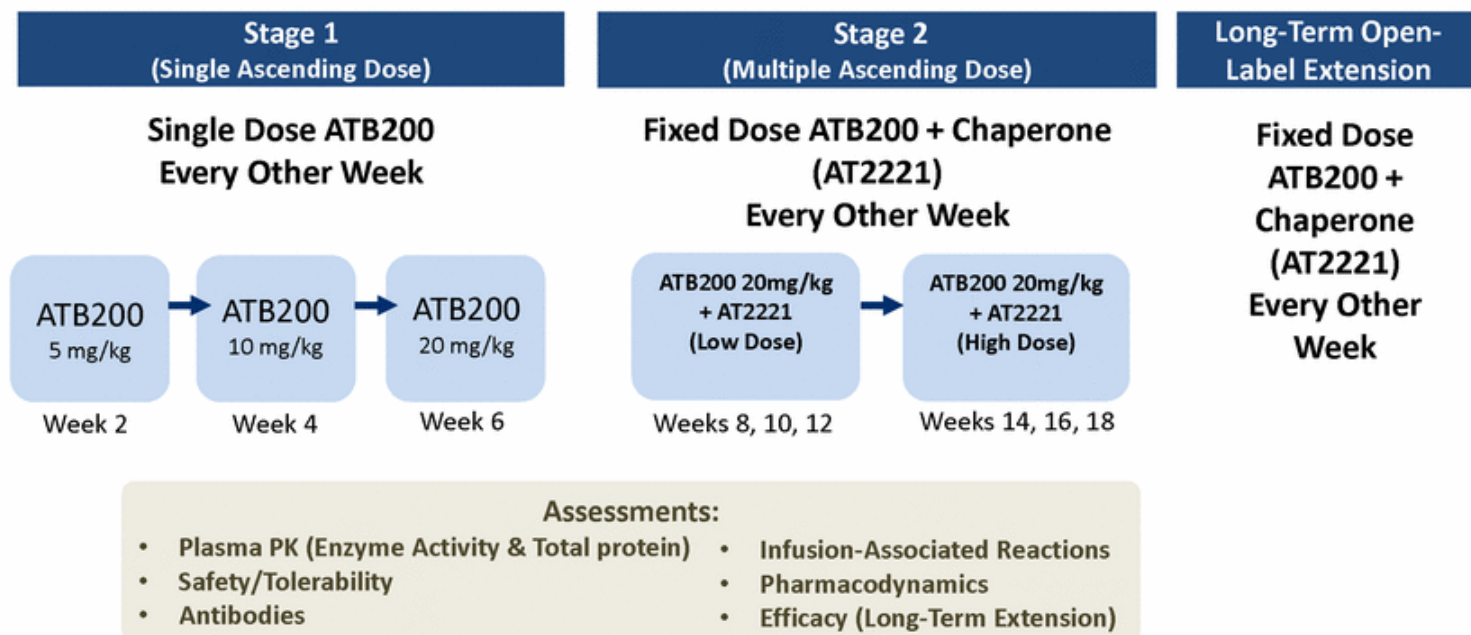 Stage 1
(Single Ascending Dose)
Single Dose ATB200
Every Other Week
ATB200
5 mg/kg
Week 2
ATB200
10 mg/kg
Week 4
ATB200
20 mg/kg
Week 6
Stage 2
(Multiple Ascending Dose)
Fixed Dose ATB200 + Chaperone
(AT2221)
Every Other Week
ATB200 20mg/kg
+ AT2221
(Low Dose)
Weeks 8, 10, 12
ATB200 20mg/kg
+ AT2221
(High Dose)
Weeks 14, 16, 18
Long-Term Open-
Label Extension
Fixed Dose
ATB200 +
Chaperone
(AT2221)
Every Other
Week
Assessments:
• Plasma PK (Enzyme Activity & Total protein)
• Safety/Tolerability
• Antibodies
• Infusion-Associated Reactions
• Pharmacodynamics
• Efficacy (Long-Term Extension)